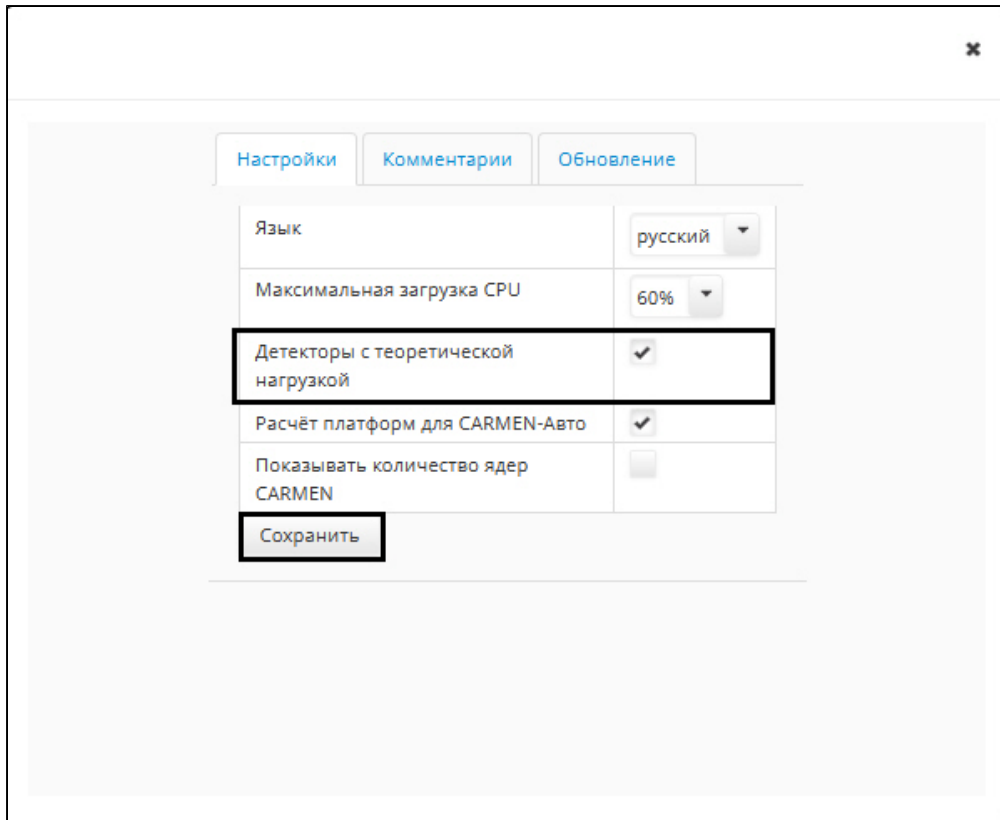 Настройки
Комментарии
Обновление
Язык
русский
Максимальная загрузка CPU
60%
Детекторы с теоретической
нагрузкой
Расчёт платформ для CARMEN-Авто
Показывать количество ядер
CARMEN
Сохранить